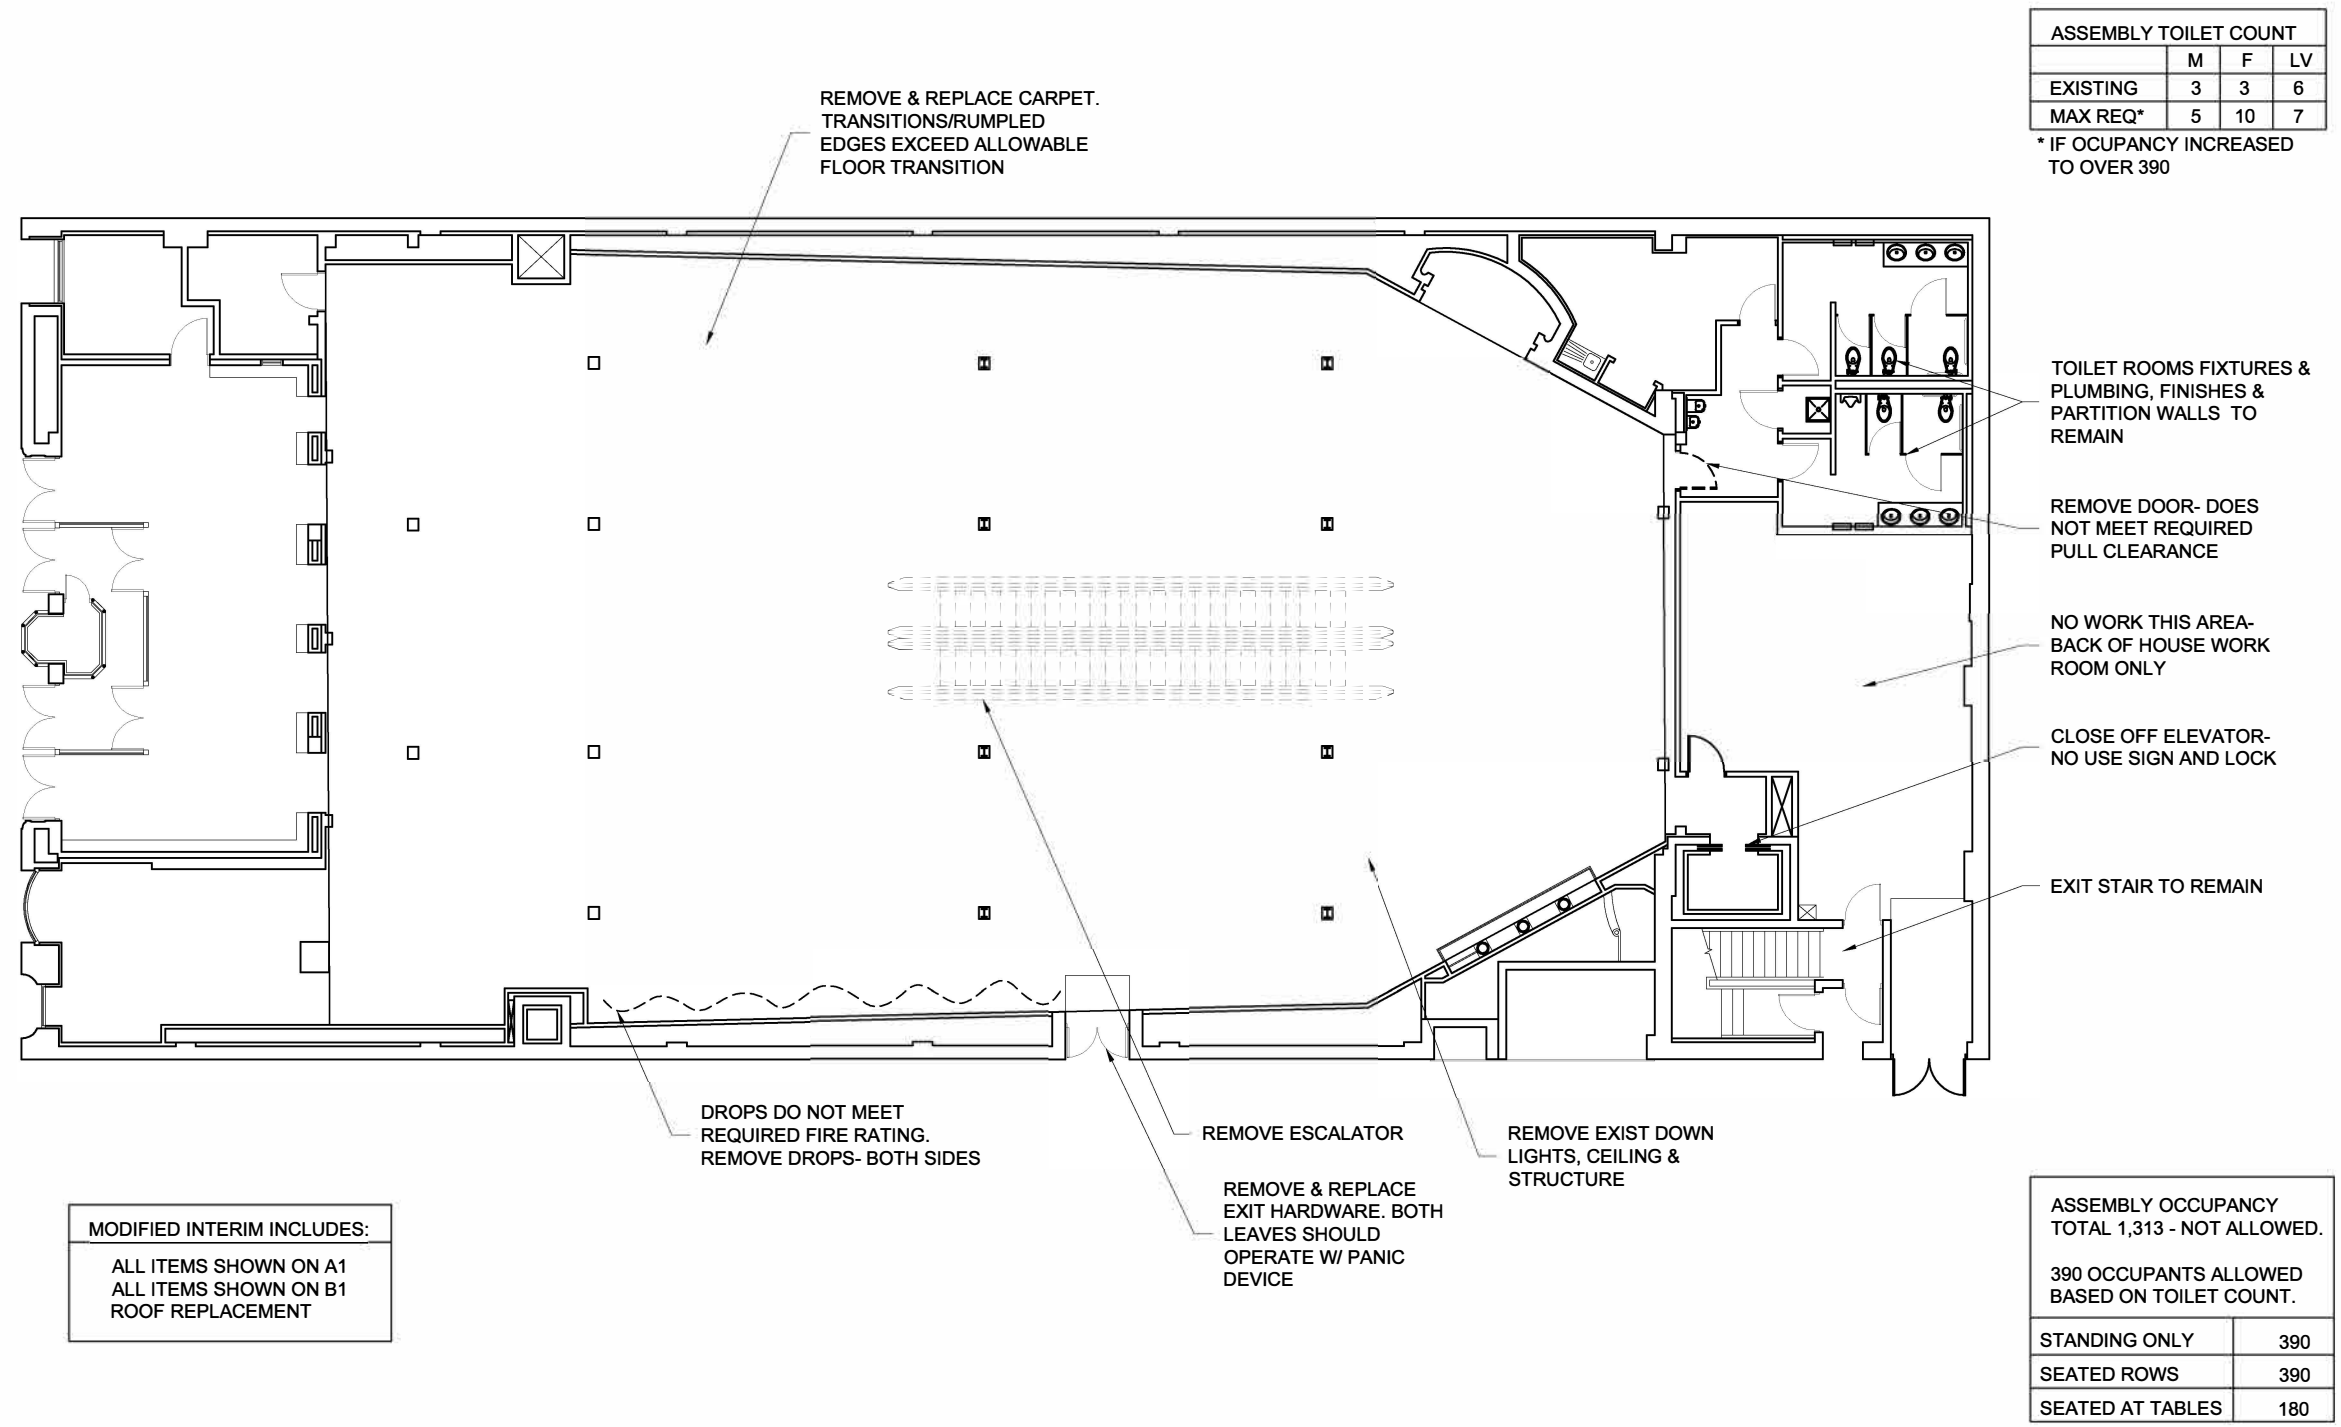 ASSEMBLY TOILET COUNT
M F LV
EXISTING 3 3 6
MAX REQ* 5 10 7
* IF OCUPANCY INCREASED
TO OVER 390
REMOVE & REPLACE CARPET.
TRANSITIONS/RUMPLED
EDGES EXCEED ALLOWABLE
FLOOR TRANSITION
TOILET ROOMS FIXTURES &
PLUMBING, FINISHES &
PARTITION WALLS TO
REMAIN
REMOVE DOOR- DOES
NOT MEET REQUIRED
PULL CLEARANCE
NO WORK THIS AREA-
BACK OF HOUSE WORK
ROOM ONLY
CLOSE OFF ELEVATOR-
NO USE SIGN AND LOCK
EXIT STAIR TO REMAIN
DROPS DO NOT MEET
REQUIRED FIRE RATING.
REMOVE DROPS- BOTH SIDES
REMOVE ESCALATOR
REMOVE & REPLACE
EXIT HARDWARE. BOTH
LEAVES SHOULD
OPERATE W/ PANIC
DEVICE
REMOVE EXIST DOWN
LIGHTS, CEILING &
STRUCTURE
MODIFIED INTERIM INCLUDES:
ALL ITEMS SHOWN ON A1
ALL ITEMS SHOWN ON B1
ROOF REPLACEMENT
ASSEMBLY OCCUPANCY
TOTAL 1,313 - NOT ALLOWED.
390 OCCUPANTS ALLOWED
BASED ON TOILET COUNT.
STANDING ONLY 390
SEATED ROWS 390
SEATED AT TABLES 180